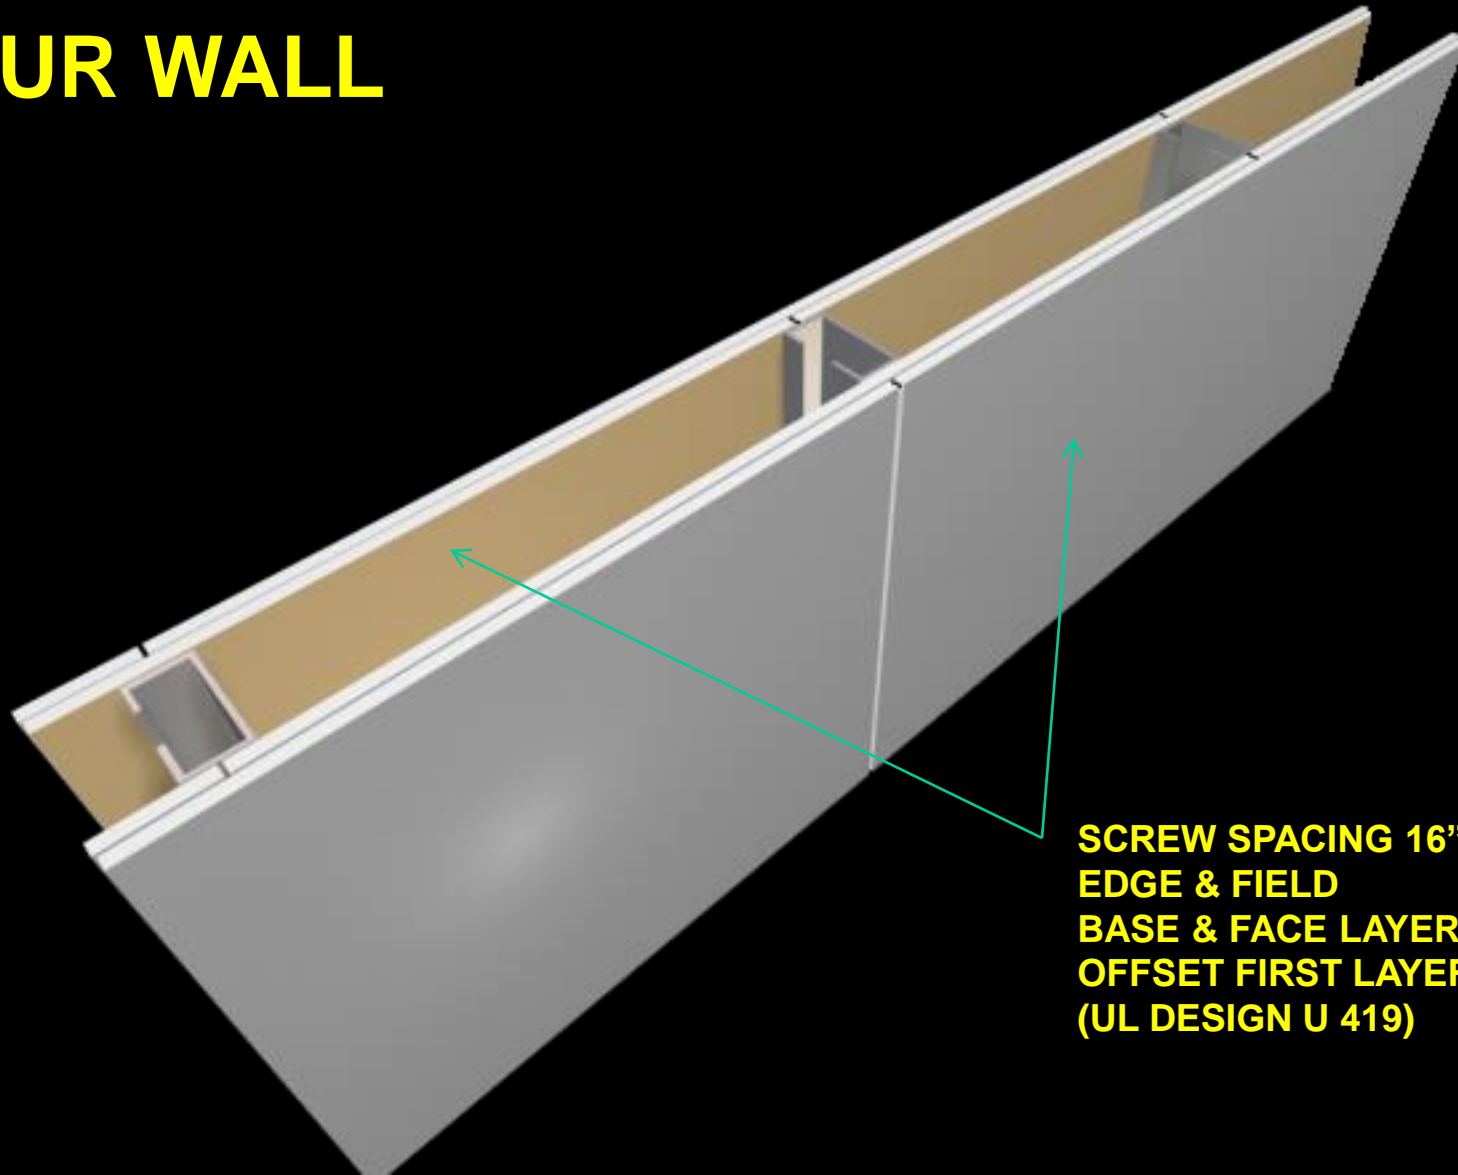 UR WALL
SCREW SPACING 16”
EDGE & FIELD
BASE & FACE LAYER
OFFSET FIRST LAYER
(UL DESIGN U 419)